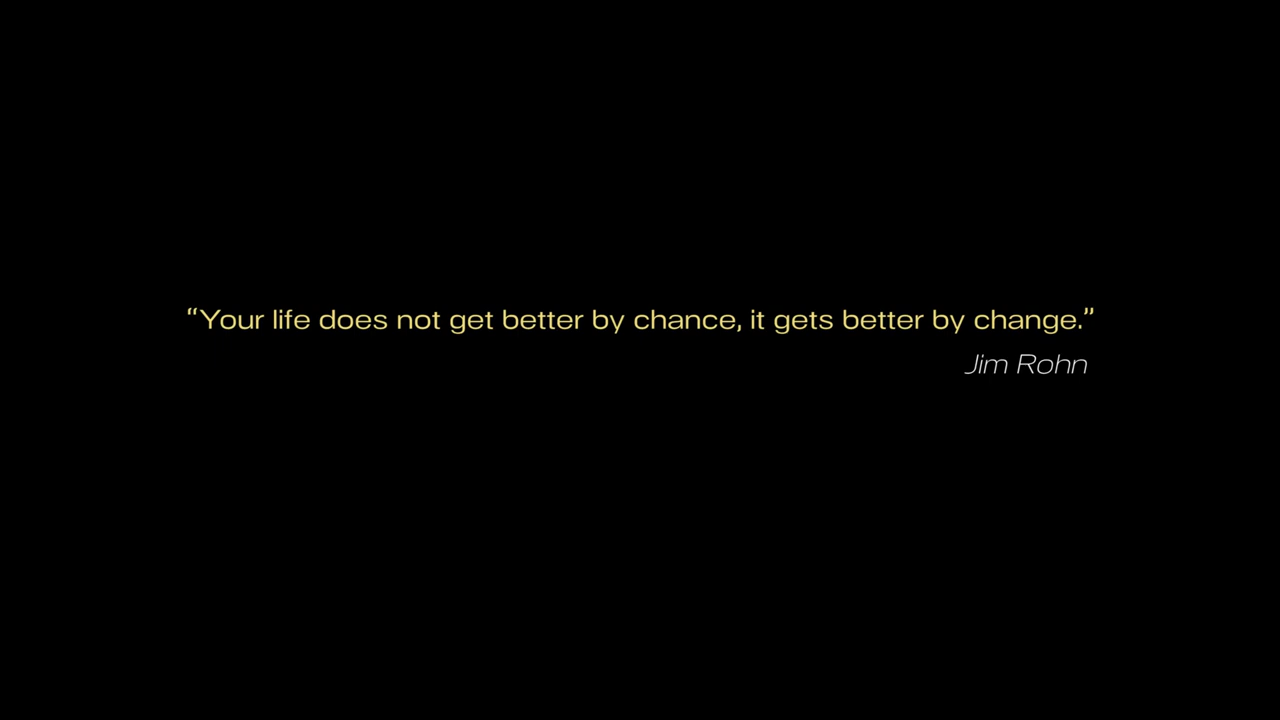 “Your life does not get better by chance, it gets better by change.”
Jim Rohn